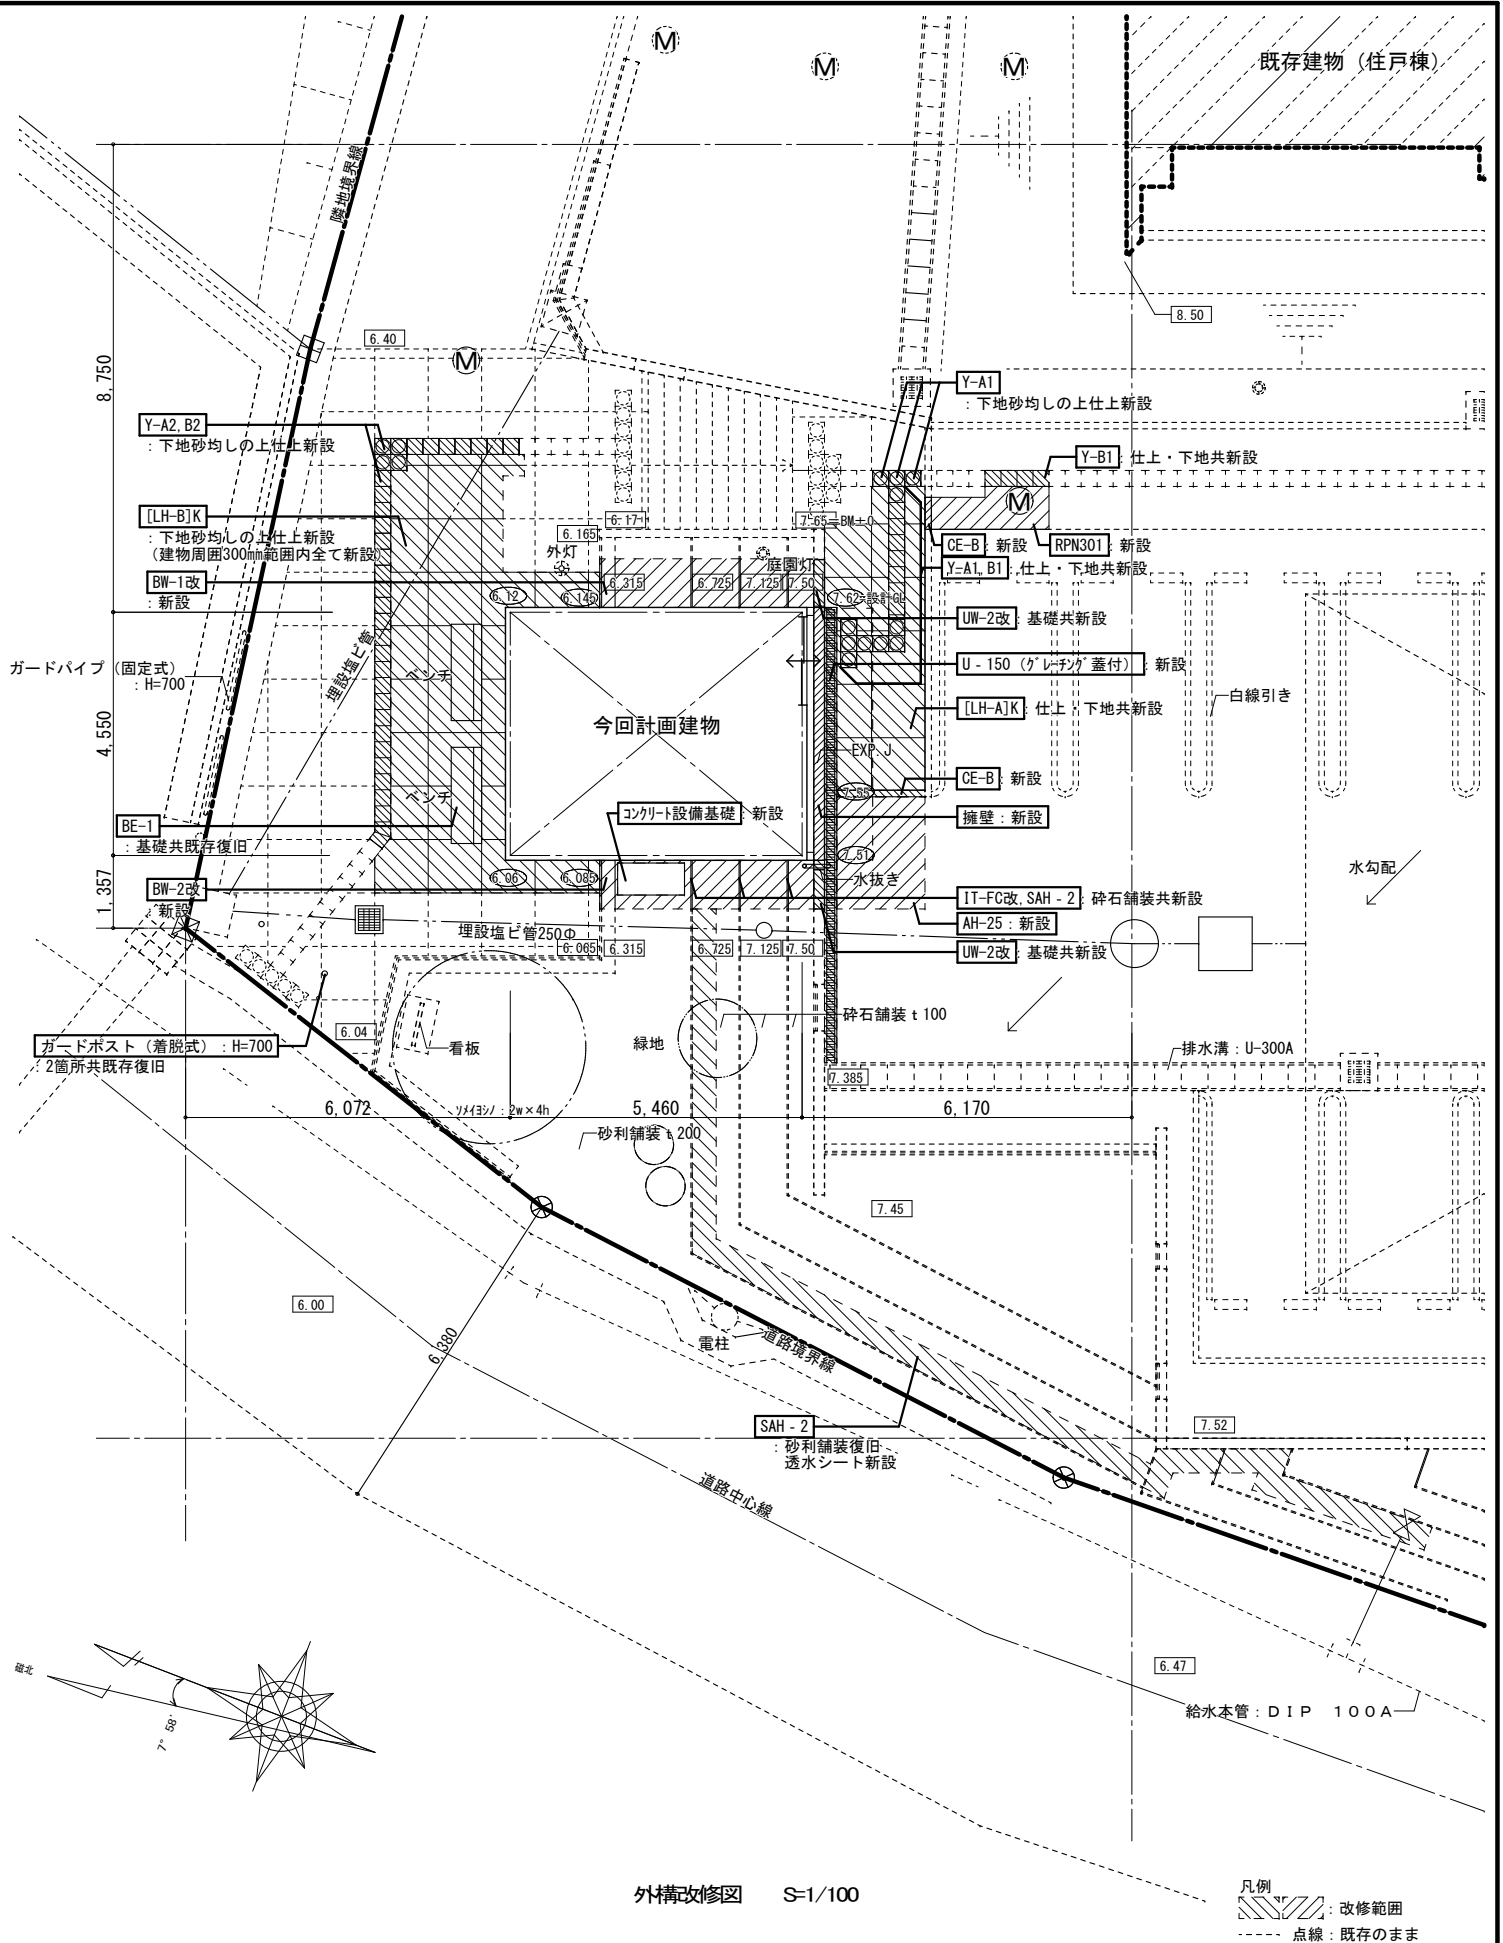 既存建物（住戸棟）
M
M
M
隣地境界線
8.50
6.40
M
8,750
Y-A1
：下地砂均しの上仕上新設
Y-A2,B2
：下地砂均しの上仕上新設
Y-B1：仕上・下地共新設
M
[LH-B]K
：下地砂均しの上仕上新設
（建物周囲300mm範囲内全て新設）
6.17
7.65=BM±0
6.165
外灯
庭園灯
CE-B：新設
RPN301：新設
Y-A1,B1：仕上・下地共新設
BW-1改
：新設
6.315
6.725
7.125
7.50
6.12
6.145
7.62=設計GL
UW-2改：基礎共新設
ガードパイプ（固定式）
：H=700
埋設塩ビ管
ベンチ
U-150（ｸﾞﾚｰﾁﾝｸﾞ蓋付）：新設
白線引き
[LH-A]K：仕上・下地共新設
今回計画建物
4,550
EXP.J
CE-B：新設
ベンチ
7.55
コンクリート設備基礎：新設
擁壁：新設
BE-1
：基礎共既存復旧
7.51
水勾配
1,357
BW-2改
：新設
6.06
6.085
水抜き
IT-FC改,SAH-2：砕石舗装共新設
AH-25：新設
埋設塩ビ管250Φ
6.065
6.315
6.725
7.125
7.50
UW-2改：基礎共新設
砕石舗装ｔ100
ガードポスト（着脱式）：H=700
：2箇所共既存復旧
6.04
看板
緑地
排水溝：U-300A
7.385
6,072
ｿﾒｲﾖｼﾉ：2w×4h
5,460
6,170
砂利舗装ｔ200
7.45
6.00
6,380
電柱
道路境界線
SAH-2
：砂利舗装復旧
透水シート新設
7.52
道路中心線
磁北
7°58'
6.47
給水本管：ＤＩＰ　１００Ａ
外構改修図　S=1/100
凡例
：改修範囲
点線：既存のまま